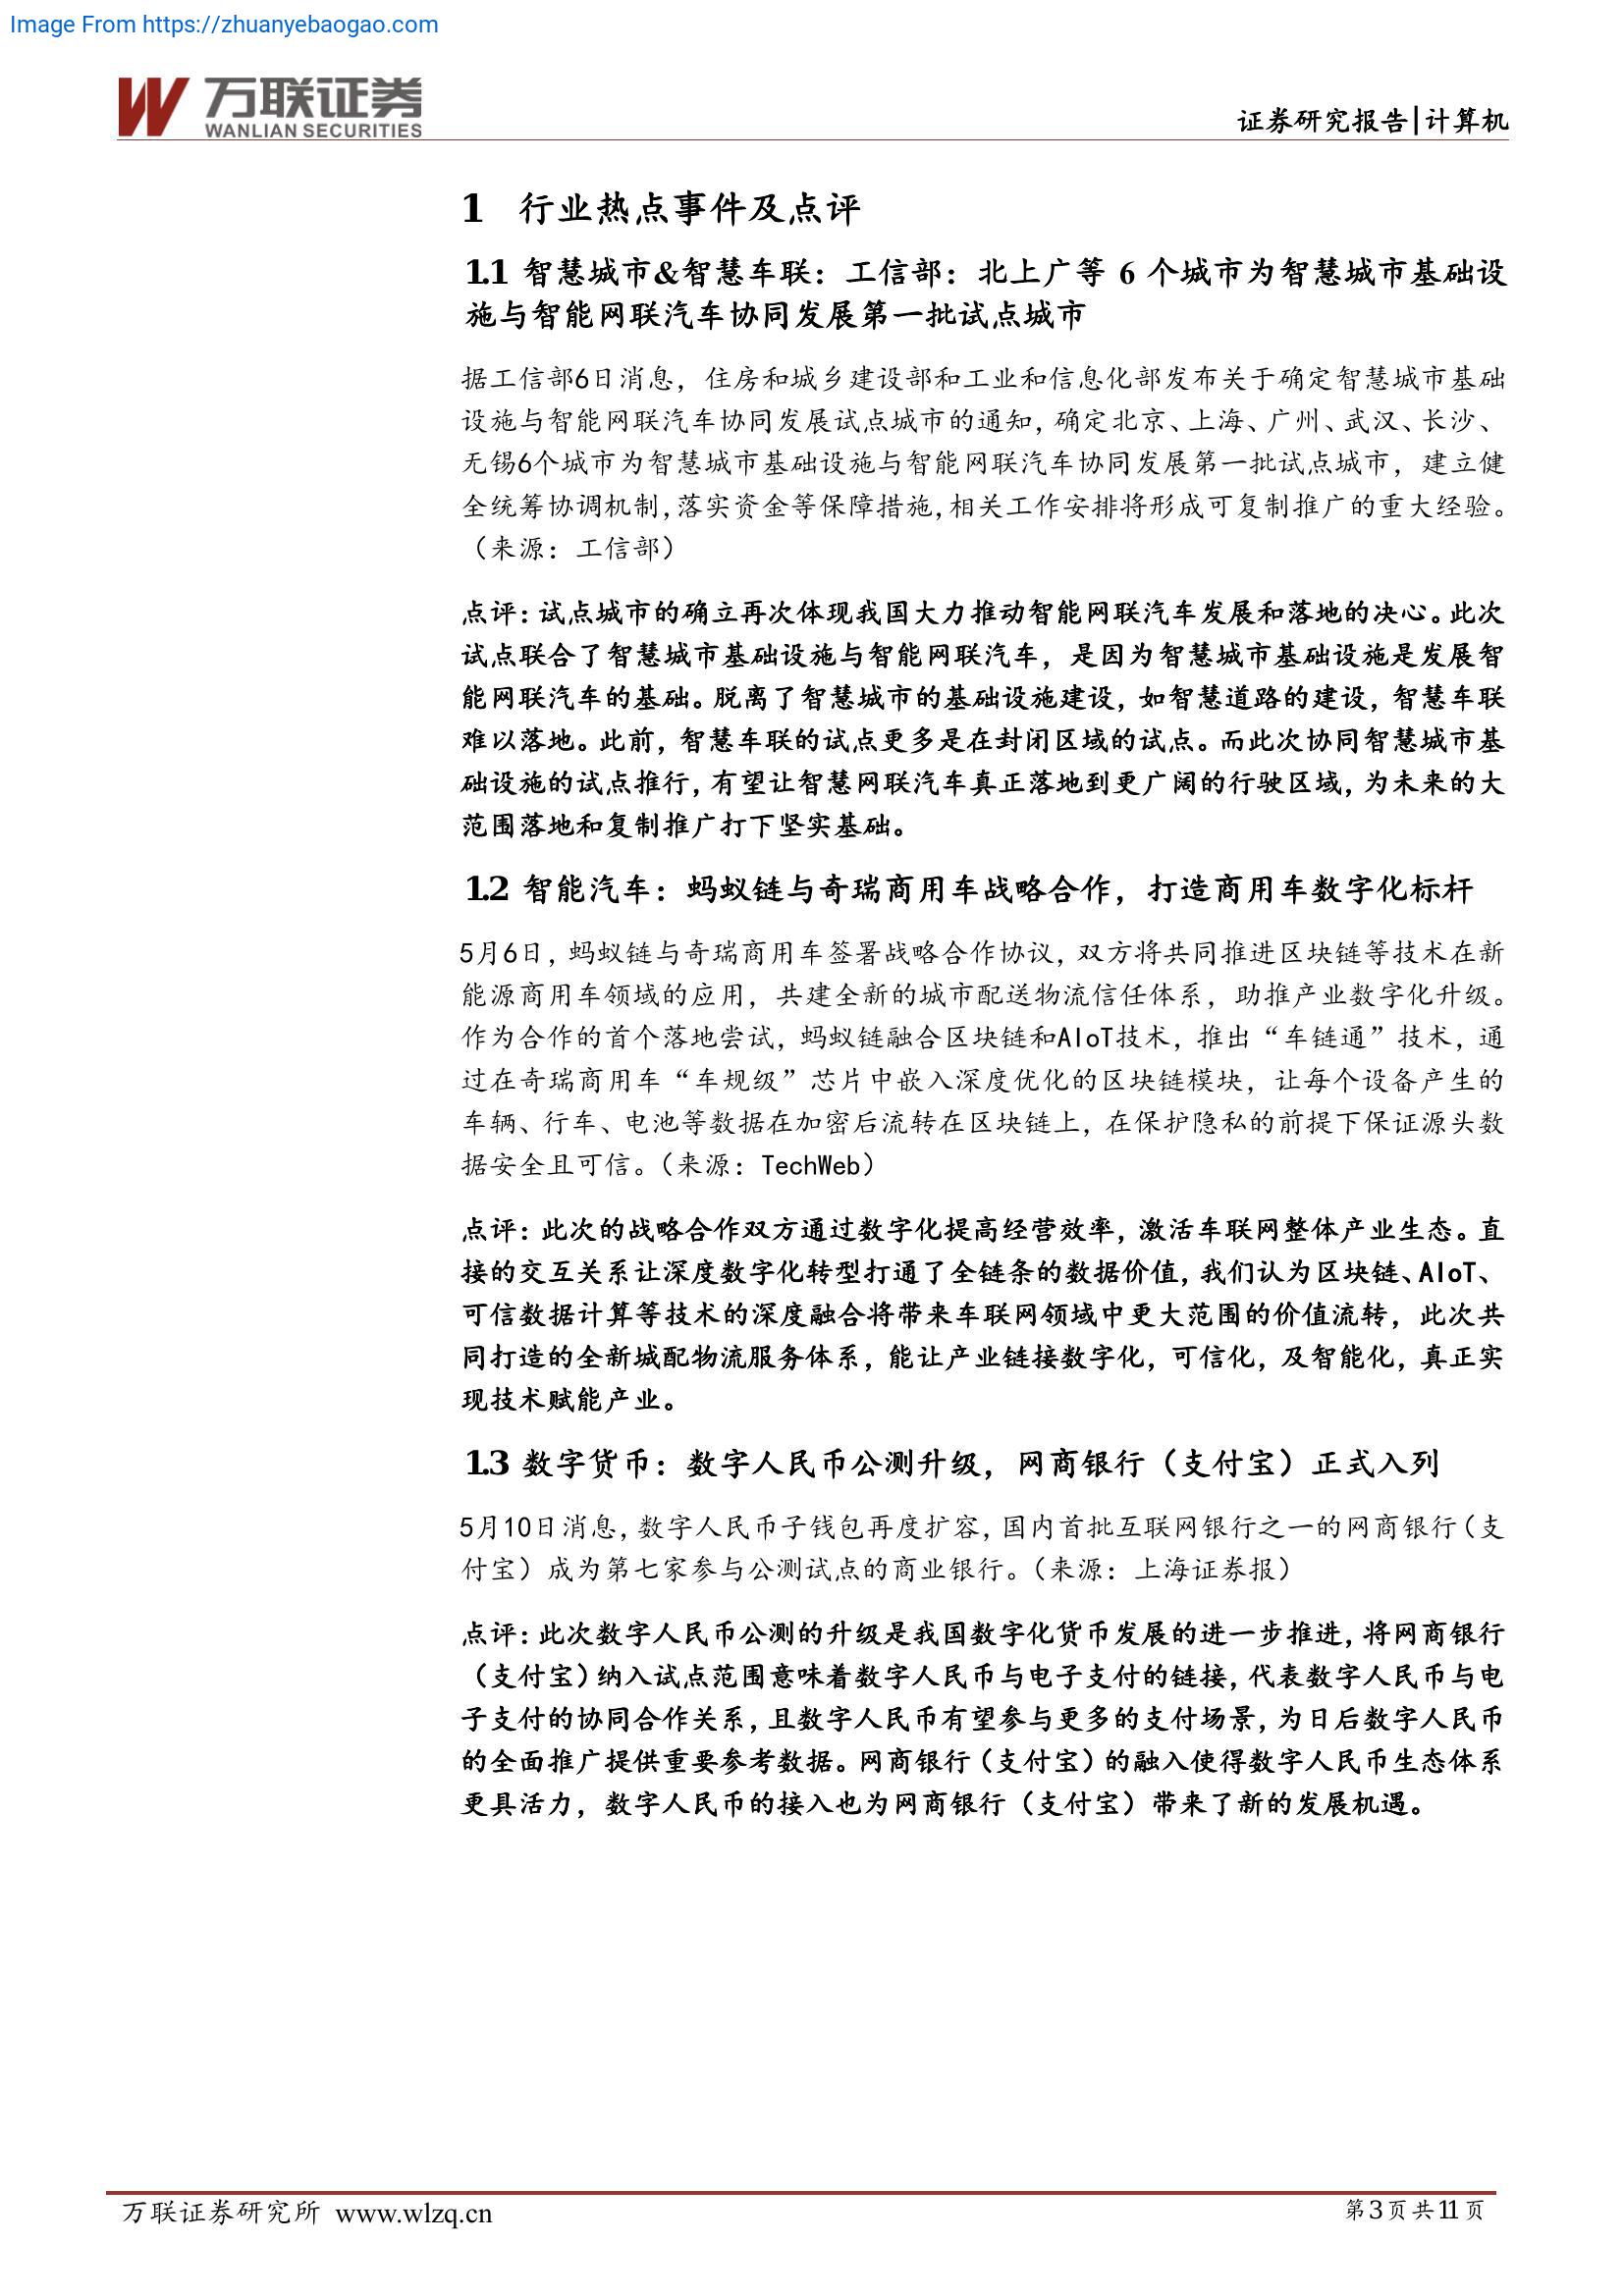 Image From https://zhuanyebaogao.com
万联证券
WANLIAN SECURITIES
证券研究报告|计算机
1 行业热点事件及点评
1.1 智慧城市&智慧车联：工信部：北上广等 6 个城市为智慧城市基础设
施与智能网联汽车协同发展第一批试点城市
据工信部6日消息，住房和城乡建设部和工业和信息化部发布关于确定智慧城市基础
设施与智能网联汽车协同发展试点城市的通知，确定北京、上海、广州、武汉、长沙、
无锡6个城市为智慧城市基础设施与智能网联汽车协同发展第一批试点城市，建立健
全统筹协调机制，落实资金等保障措施，相关工作安排将形成可复制推广的重大经验。
（来源：工信部）
点评：试点城市的确立再次体现我国大力推动智能网联汽车发展和落地的决心。此次
试点联合了智慧城市基础设施与智能网联汽车，是因为智慧城市基础设施是发展智
能网联汽车的基础。脱离了智慧城市的基础设施建设，如智慧道路的建设，智慧车联
难以落地。此前，智慧车联的试点更多是在封闭区域的试点。而此次协同智慧城市基
础设施的试点推行，有望让智慧网联汽车真正落地到更广阔的行驶区域，为未来的大
范围落地和复制推广打下坚实基础。
1.2 智能汽车：蚂蚁链与奇瑞商用车战略合作，打造商用车数字化标杆
5月6日，蚂蚁链与奇瑞商用车签署战略合作协议，双方将共同推进区块链等技术在新
能源商用车领域的应用，共建全新的城市配送物流信任体系，助推产业数字化升级。
作为合作的首个落地尝试，蚂蚁链融合区块链和AIoT技术，推出“车链通”技术，通
过在奇瑞商用车“车规级”芯片中嵌入深度优化的区块链模块，让每个设备产生的
车辆、行车、电池等数据在加密后流转在区块链上，在保护隐私的前提下保证源头数
据安全且可信。（来源：TechWeb）
点评：此次的战略合作双方通过数字化提高经营效率，激活车联网整体产业生态。直
接的交互关系让深度数字化转型打通了全链条的数据价值，我们认为区块链、AIoT、
可信数据计算等技术的深度融合将带来车联网领域中更大范围的价值流转，此次共
同打造的全新城配物流服务体系，能让产业链接数字化，可信化，及智能化，真正实
现技术赋能产业。
1.3 数字货币：数字人民币公测升级，网商银行（支付宝）正式入列
5月10日消息，数字人民币子钱包再度扩容，国内首批互联网银行之一的网商银行（支
付宝）成为第七家参与公测试点的商业银行。（来源：上海证券报）
点评：此次数字人民币公测的升级是我国数字化货币发展的进一步推进，将网商银行
（支付宝）纳入试点范围意味着数字人民币与电子支付的链接，代表数字人民币与电
子支付的协同合作关系，且数字人民币有望参与更多的支付场景，为日后数字人民币
的全面推广提供重要参考数据。网商银行（支付宝）的融入使得数字人民币生态体系
更具活力，数字人民币的接入也为网商银行（支付宝）带来了新的发展机遇。
万联证券研究所 www.wlzq.cn
第3页共11页